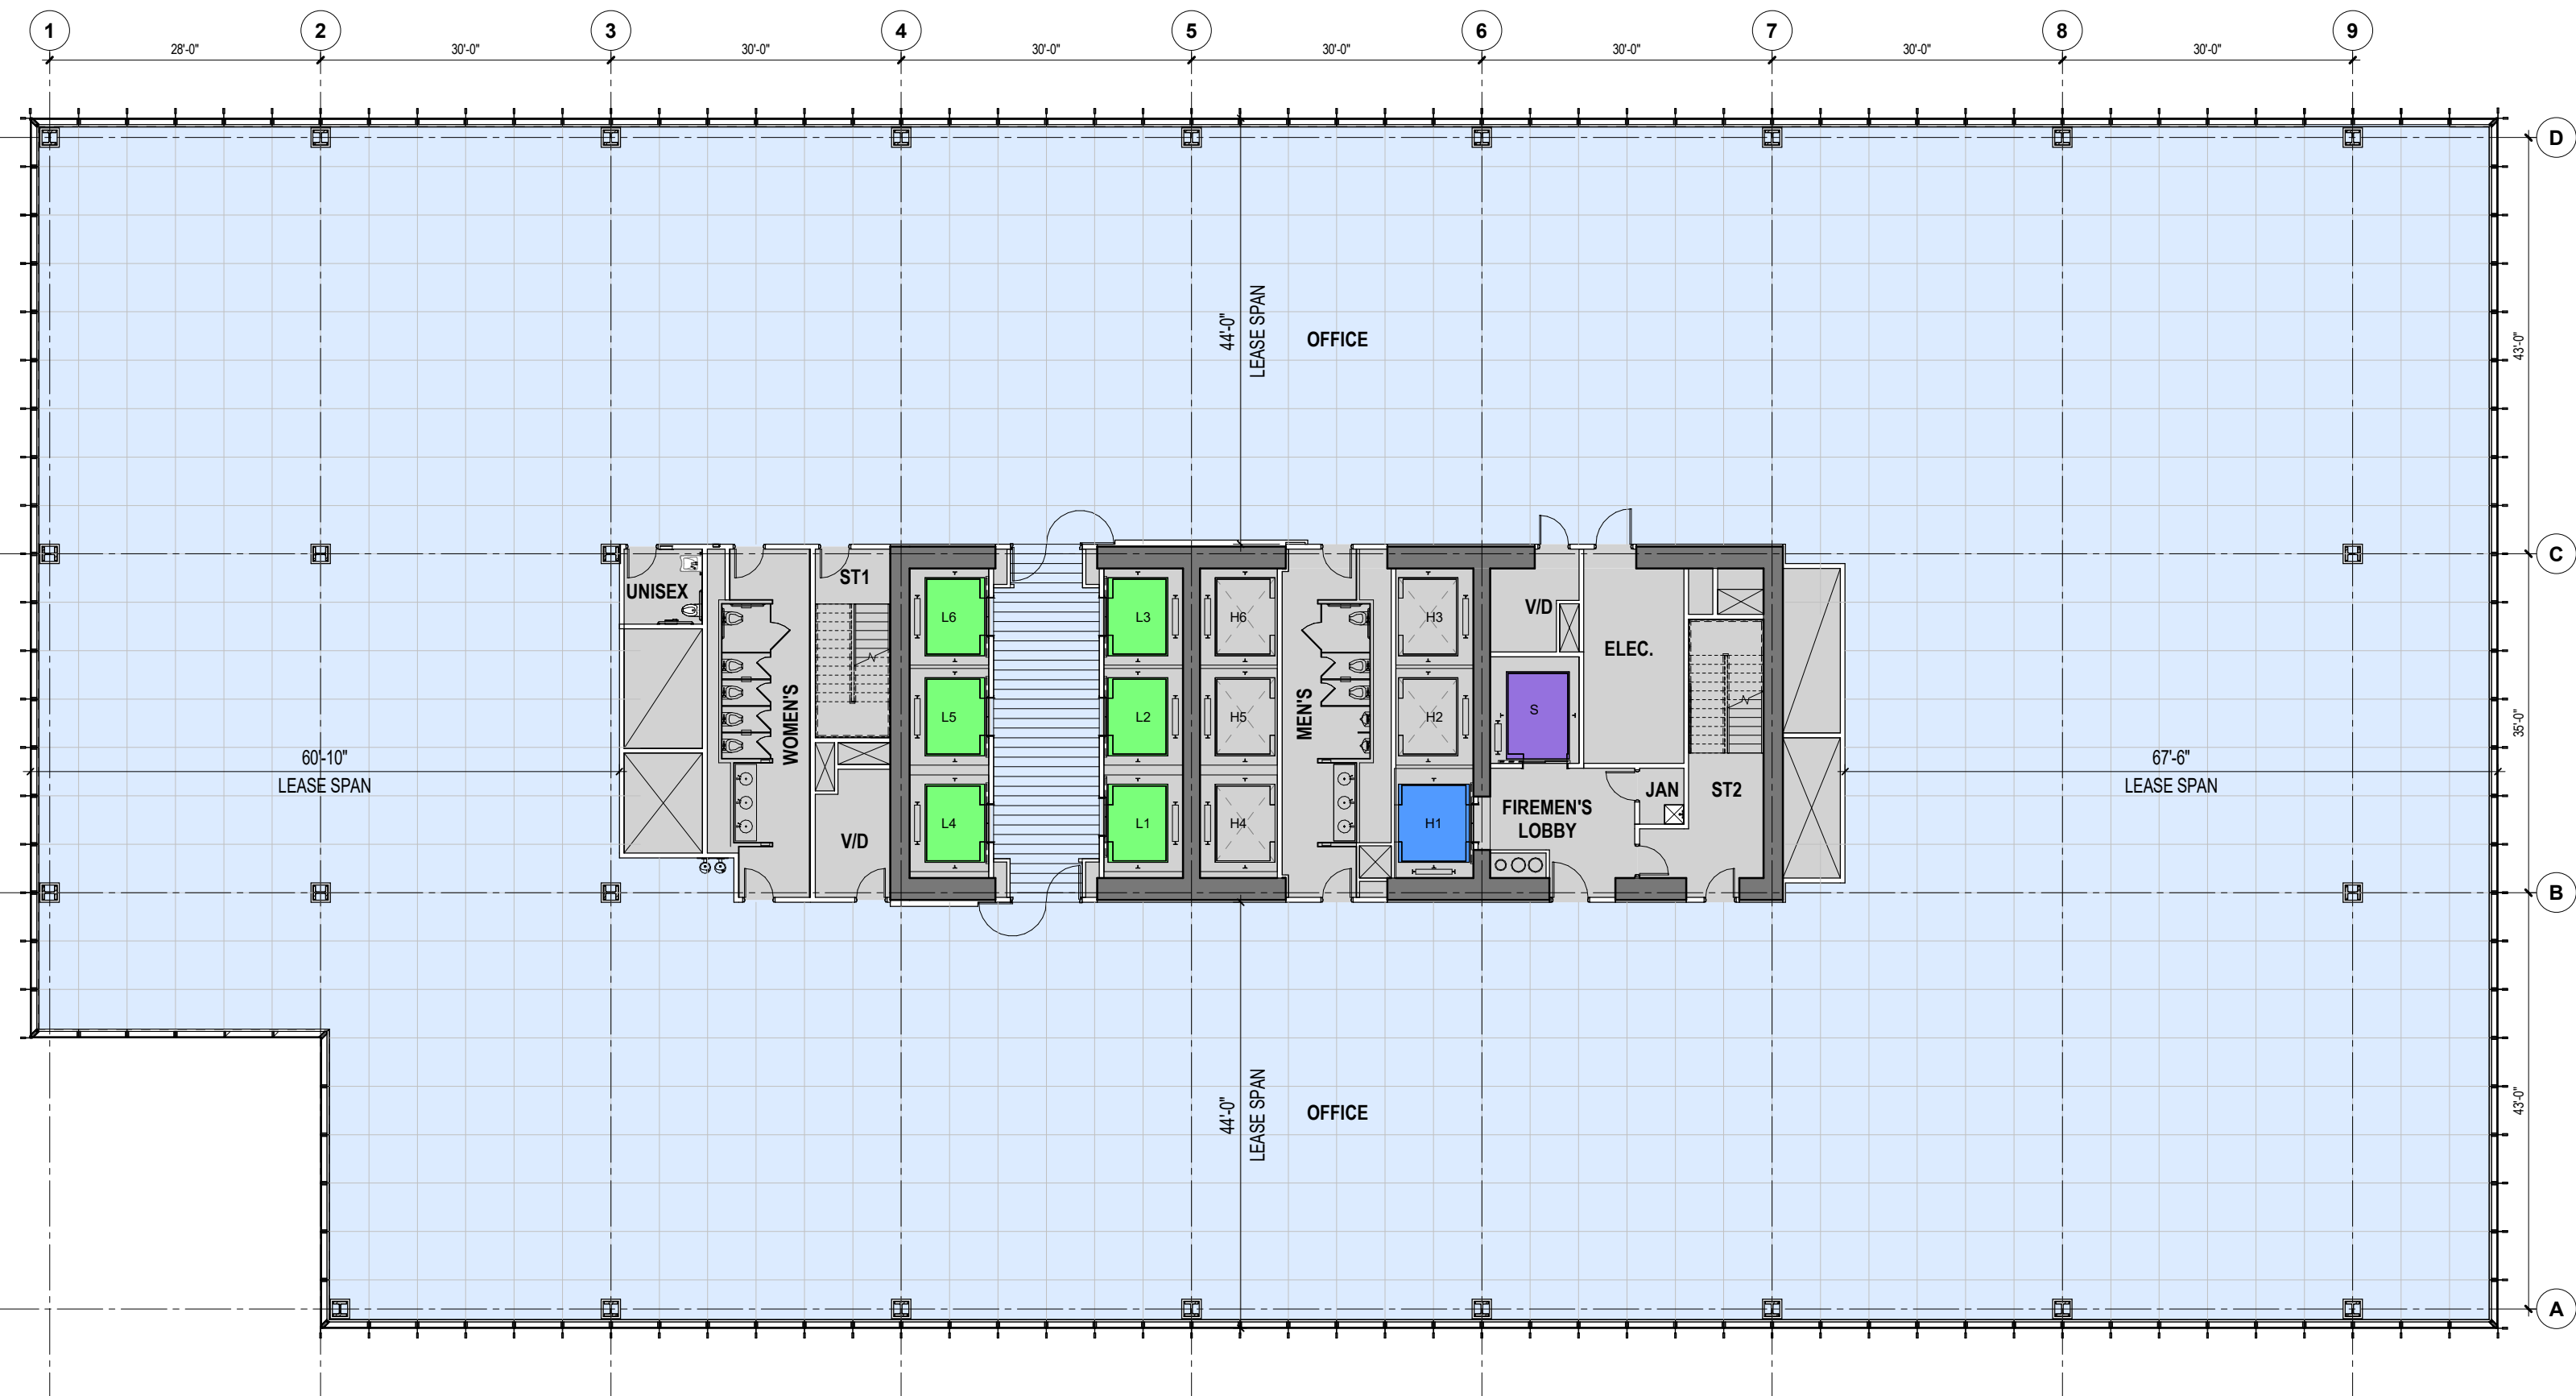 1 2 3 4 5 6 7 8 9
28'-0" 30'-0" 30'-0" 30'-0" 30'-0" 30'-0" 30'-0" 30'-0"
D
44'-0"
LEASE SPAN
OFFICE
43'-0"
C
UNISEX
ST1
WOMEN'S
V/D
L6
L5
L4
L3
L2
L1
H6
H5
H4
MEN'S
H3
H2
H1
V/D
S
ELEC.
FIREMEN'S
LOBBY
JAN
ST2
35'-0"
60'-10"
LEASE SPAN
67'-6"
LEASE SPAN
B
44'-0"
LEASE SPAN
OFFICE
43'-0"
A